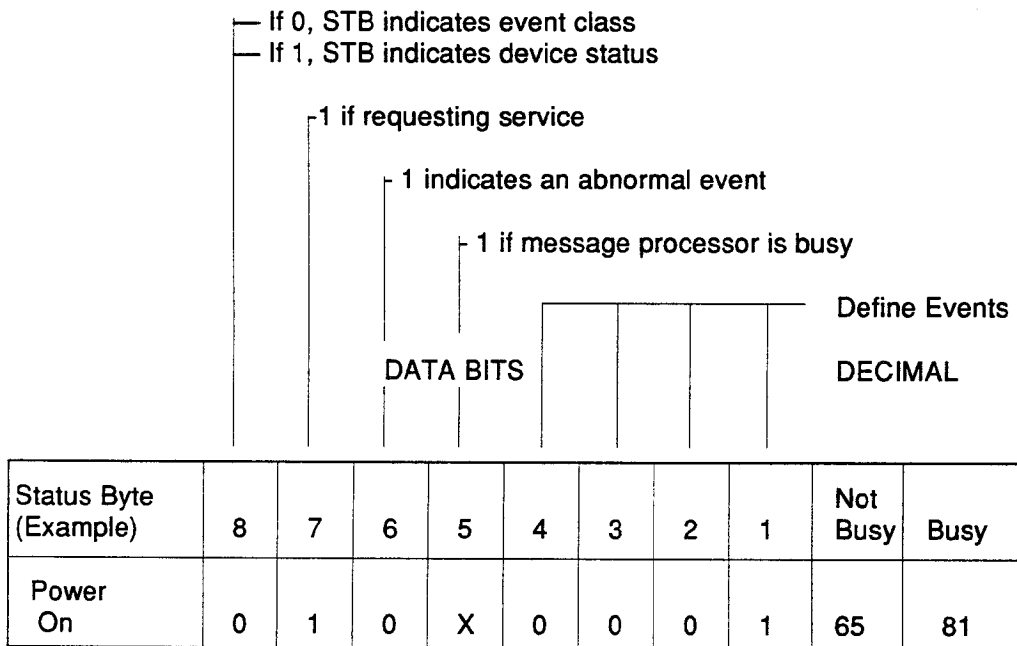 If 0, STB indicates event class
If 1, STB indicates device status
1 if requesting service
1 indicates an abnormal event
1 if message processor is busy
Define Events
DATA BITS DECIMAL
Status Byte (Example) 8 7 6 5 4 3 2 1 Not Busy Busy
Power On 0 1 0 X 0 0 0 1 65 81